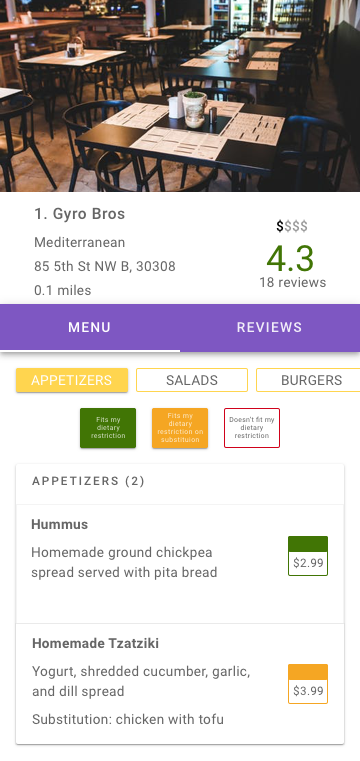 1. Gyro Bros
Mediterranean
85 5th St NW B, 30308
0.1 miles
$$$$
4.3
18 reviews
MENU
REVIEWS
APPETIZERS
SALADS
BURGERS
Fits my
dietary
restriction
Fits my
dietary
restriction on
substituion
Doesn't fit my
dietary
restriction
APPETIZERS (2)
Hummus
Homemade ground chickpea
spread served with pita bread
$2.99
Homemade Tzatziki
Yogurt, shredded cucumber, garlic,
and dill spread
$3.99
Substitution: chicken with tofu